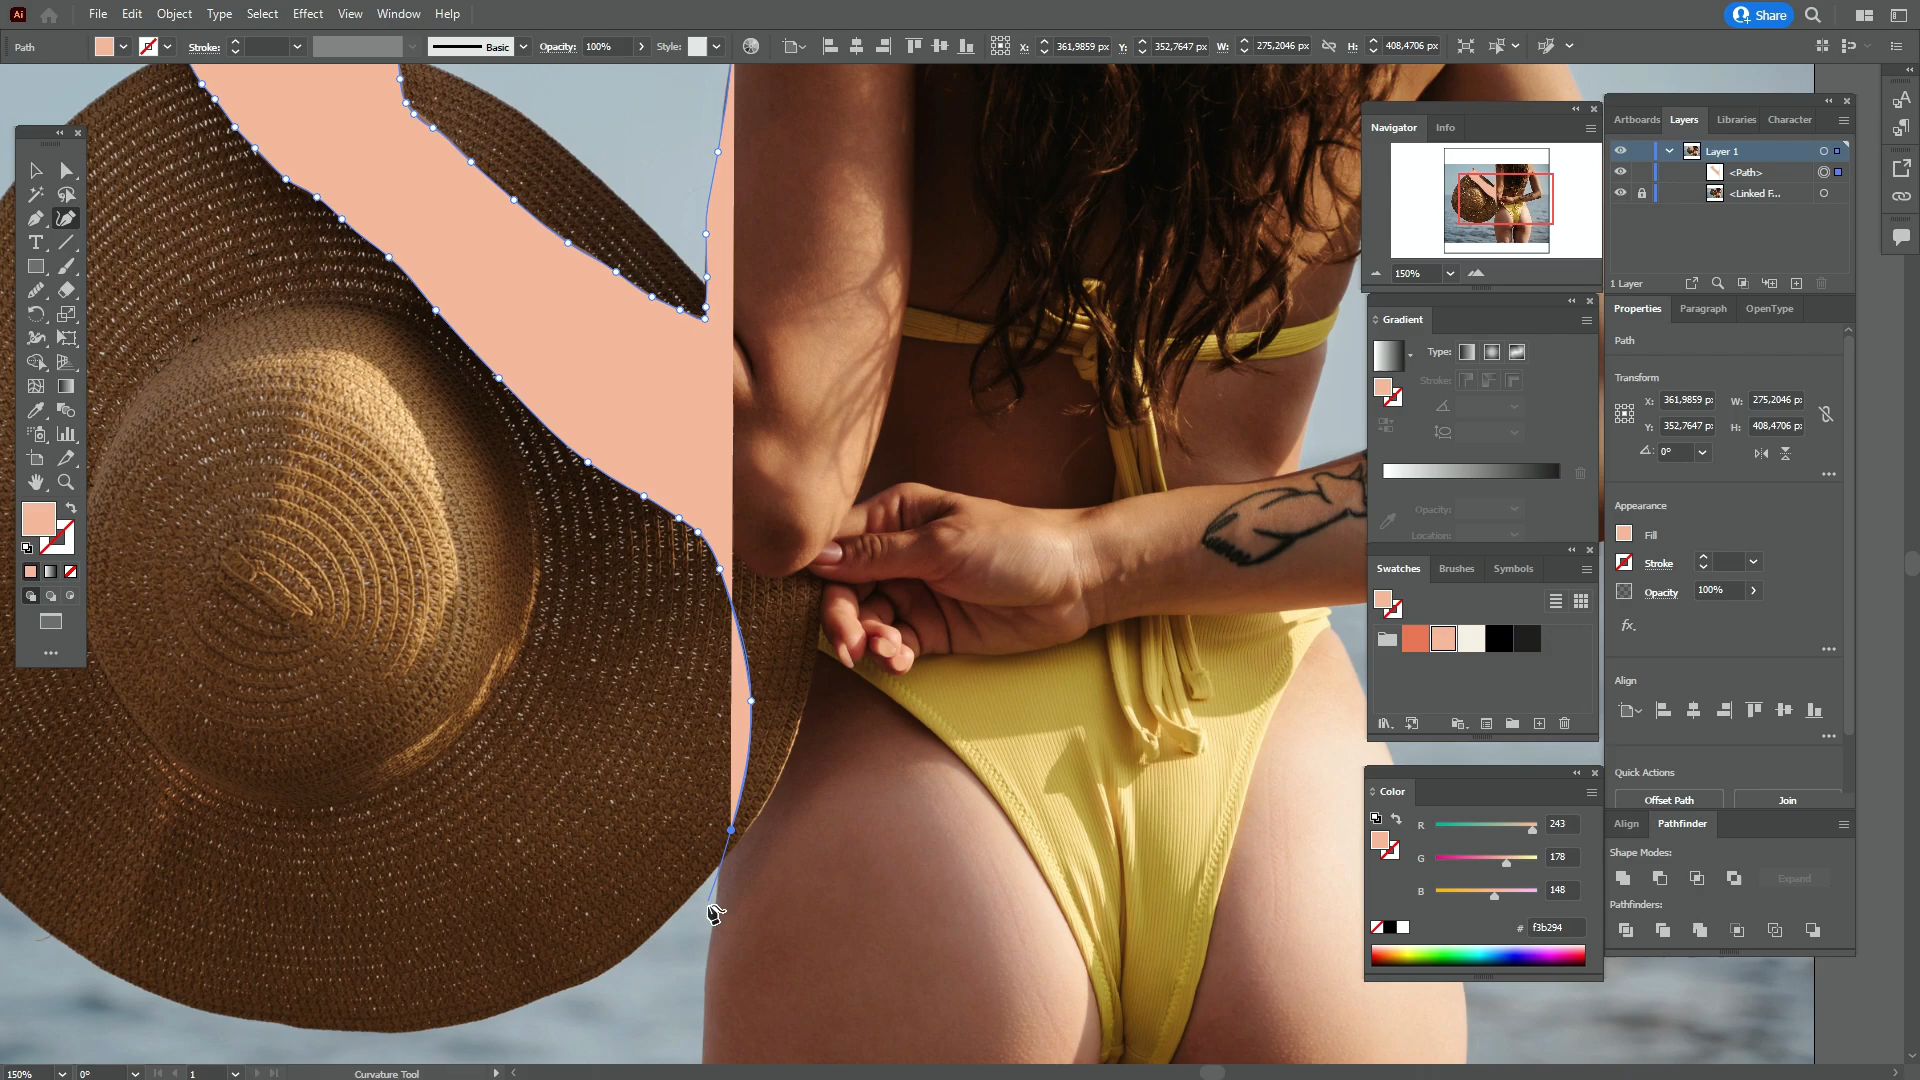 Ai File Edit Object Type Select Effect View Window Help Share
Path Stroke: Basic Opacity: 100% Style: X: 361,9859 px Y: 352,7647 px W: 275,2046 px H: 408,4706 px
Navigator Info
150%
Artboards Layers Libraries Character
Layer 1
<Path>
<Linked F...
1 Layer
Gradient
Type:
Stroke:
Opacity:
Location:
Properties Paragraph OpenType
Path
Transform
X: 361,9859 px W: 275,2046 px
Y: 352,7647 px H: 408,4706 px
0°
Appearance
Fill
Stroke
Opacity 100%
fx.
Align
Quick Actions
Offset Path Join
Swatches Brushes Symbols
Color
R 243
G 178
B 148
# f3b294
Align Pathfinder
Shape Modes:
Expand
Pathfinders:
150% 0° 1 Curvature Tool